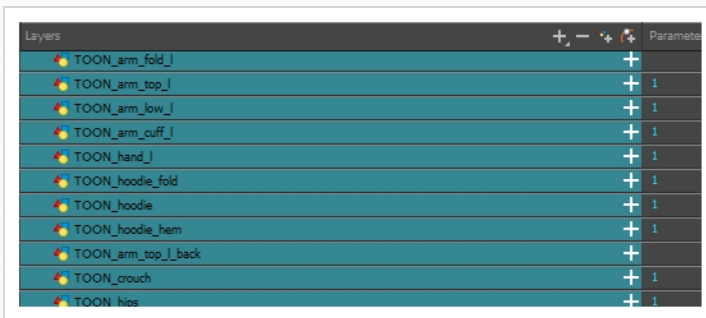 Layers Paramete
TOON_arm_fold_l
TOON_arm_top_l 1
TOON_arm_low_l 1
TOON_arm_cuff_l 1
TOON_hand_l 1
TOON_hoodie_fold 1
TOON_hoodie 1
TOON_hoodie_hem 1
TOON_arm_top_l_back
TOON_crouch 1
TOON_hips 1